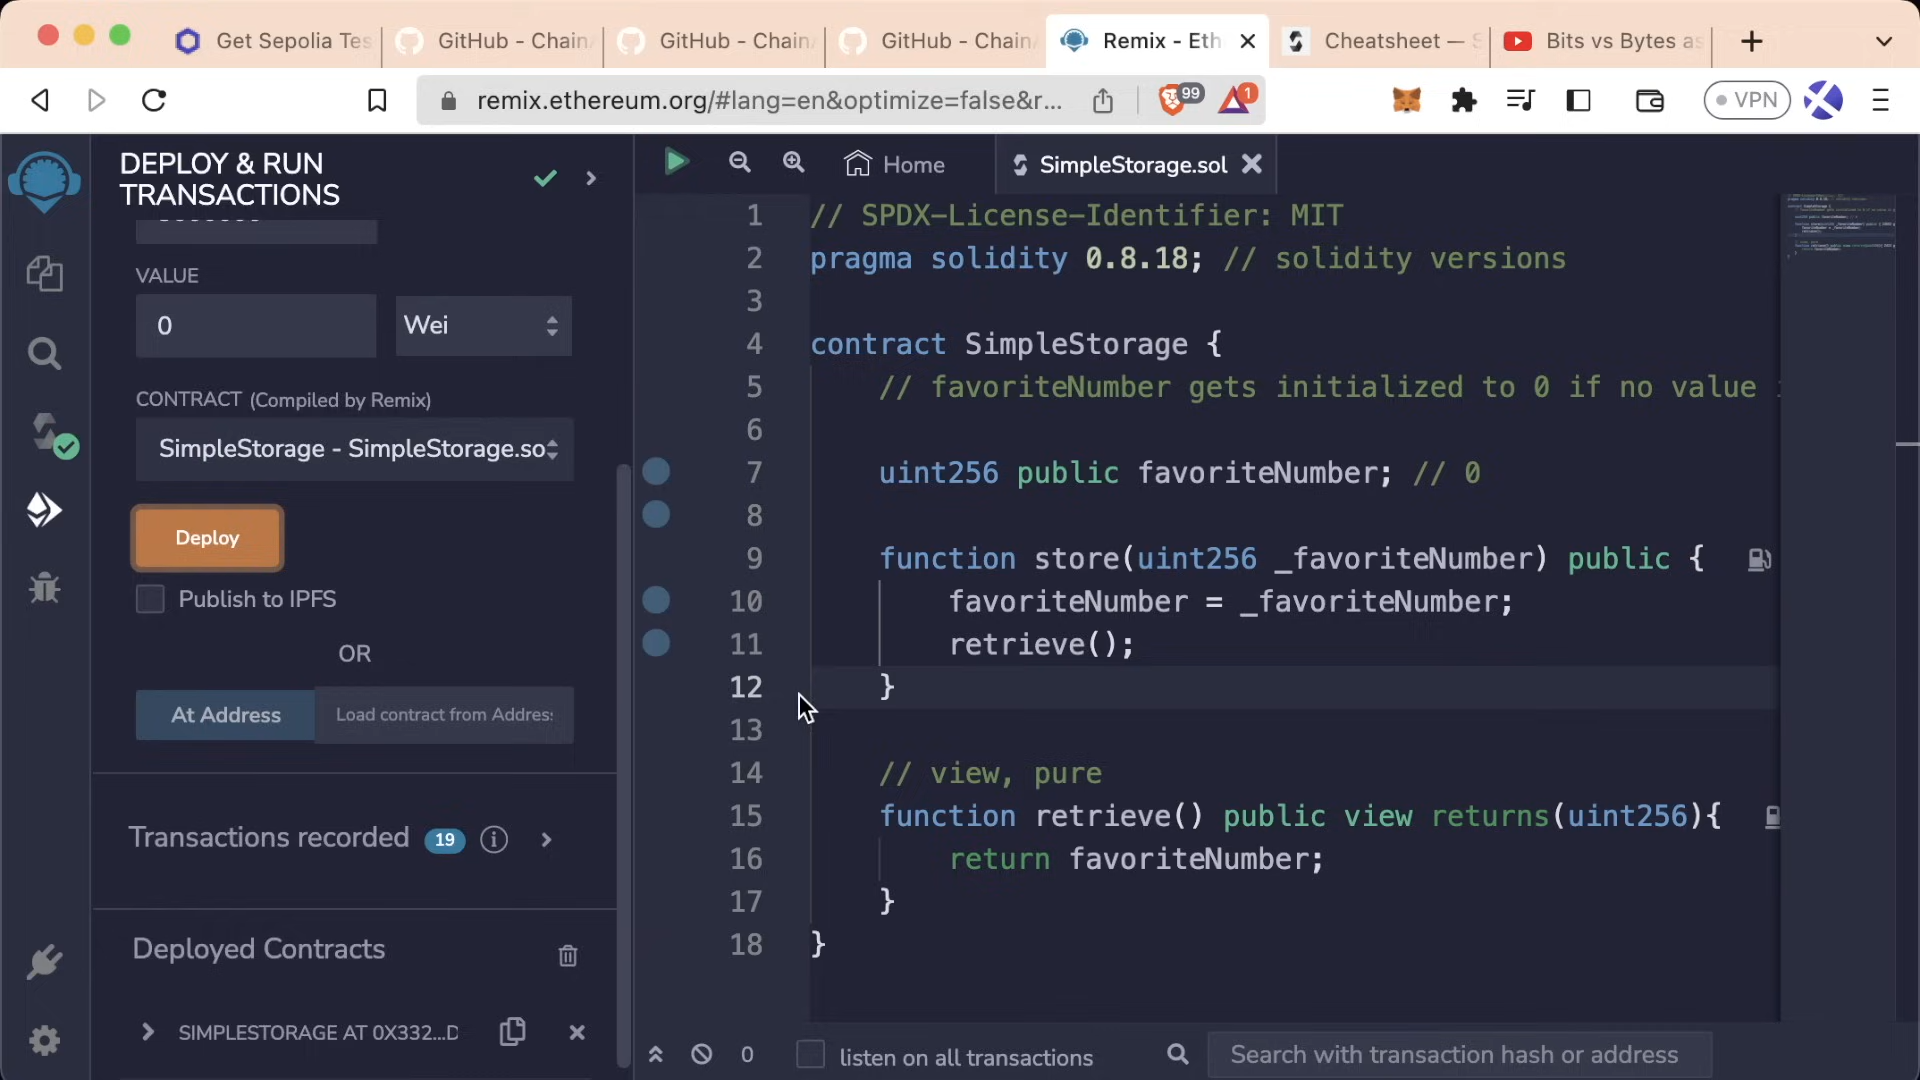 Get Sepolia Tes
GitHub - Chain
GitHub - Chain
GitHub - Chain
Remix - Eth
Cheatsheet —
Bits vs Bytes as
remix.ethereum.org/#lang=en&optimize=false&r...
99
1
VPN
DEPLOY & RUN
TRANSACTIONS
VALUE
0
Wei
CONTRACT (Compiled by Remix)
SimpleStorage - SimpleStorage.so
Deploy
Publish to IPFS
OR
At Address
Load contract from Address
Transactions recorded 19 i
Deployed Contracts
SIMPLESTORAGE AT 0X332...D
Home
SimpleStorage.sol
1 // SPDX-License-Identifier: MIT
2 pragma solidity 0.8.18; // solidity versions
3
4 contract SimpleStorage {
5 // favoriteNumber gets initialized to 0 if no value
6
7 uint256 public favoriteNumber; // 0
8
9 function store(uint256 _favoriteNumber) public {
10 favoriteNumber = _favoriteNumber;
11 retrieve();
12 }
13
14 // view, pure
15 function retrieve() public view returns(uint256){
16 return favoriteNumber;
17 }
18 }
0
listen on all transactions
Search with transaction hash or address